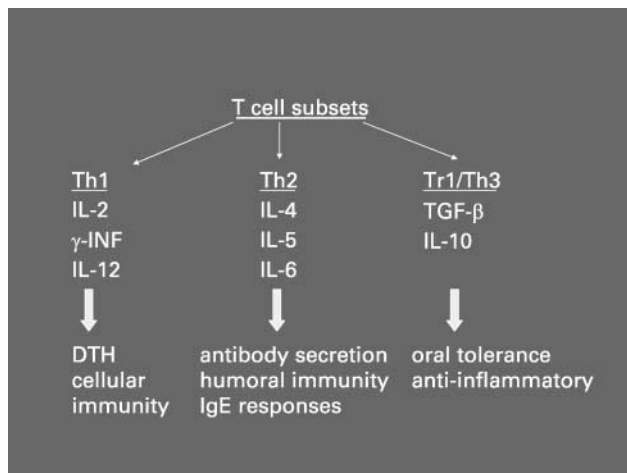 T cell subsets
Th1
IL-2
γ-INF
IL-12
DTH
cellular
immunity
Th2
IL-4
IL-5
IL-6
antibody secretion
humoral immunity
IgE responses
Tr1/Th3
TGF-β
IL-10
oral tolerance
anti-inflammatory